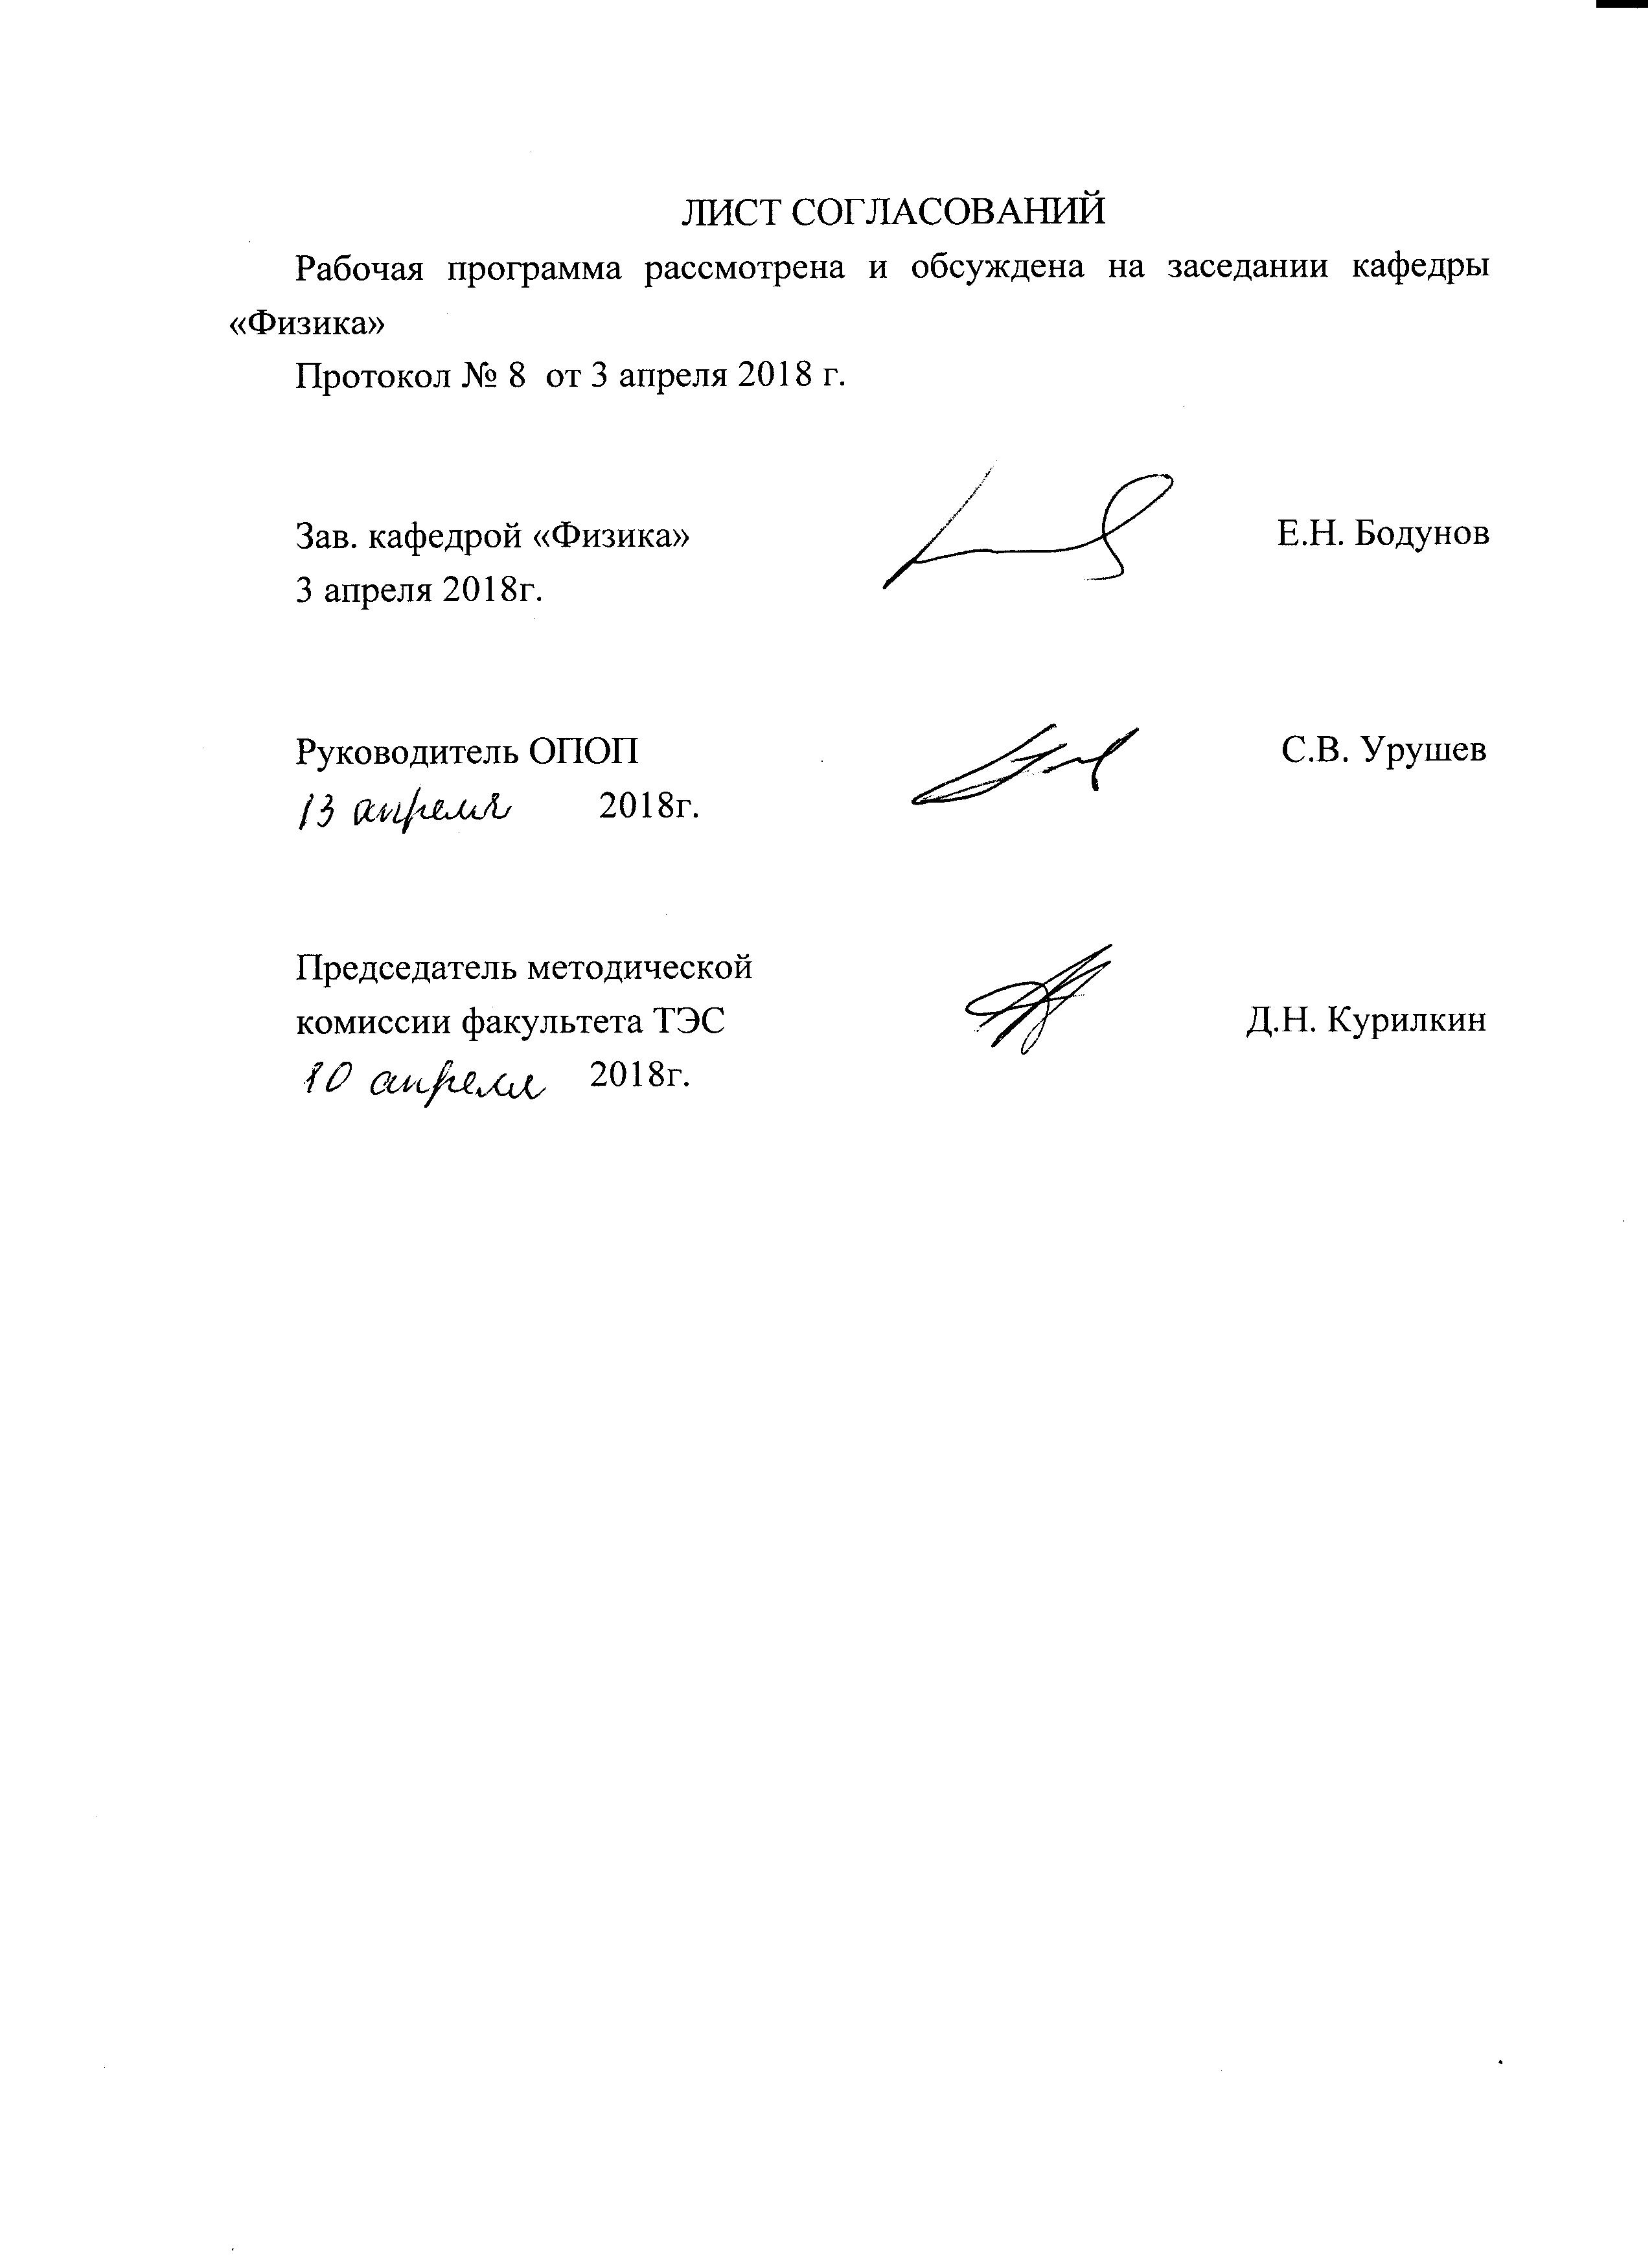 ЛИСТ СОГЛАСОВАНИЙ
Рабочая программа рассмотрена и обсуждена на заседании кафедры
«Физика»
Протокол № 8 от 3 апреля 2018 г.
Зав. кафедрой «Физика» Е.Н. Бодунов
3 апреля 2018г.
Руководитель ОПОП С.В. Урушев
13 апреля 2018г.
Председатель методической
комиссии факультета ТЭС Д.Н. Курилкин
10 апреля 2018г.